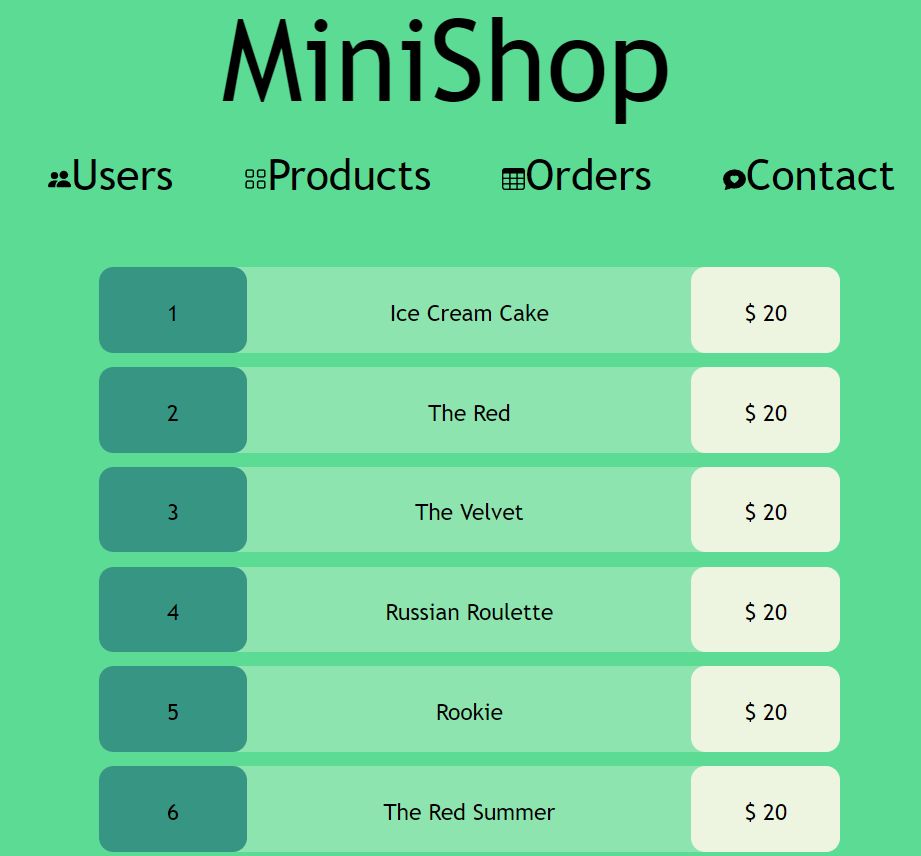 MiniShop
Users Products Orders Contact
1 Ice Cream Cake $ 20
2 The Red $ 20
3 The Velvet $ 20
4 Russian Roulette $ 20
5 Rookie $ 20
6 The Red Summer $ 20